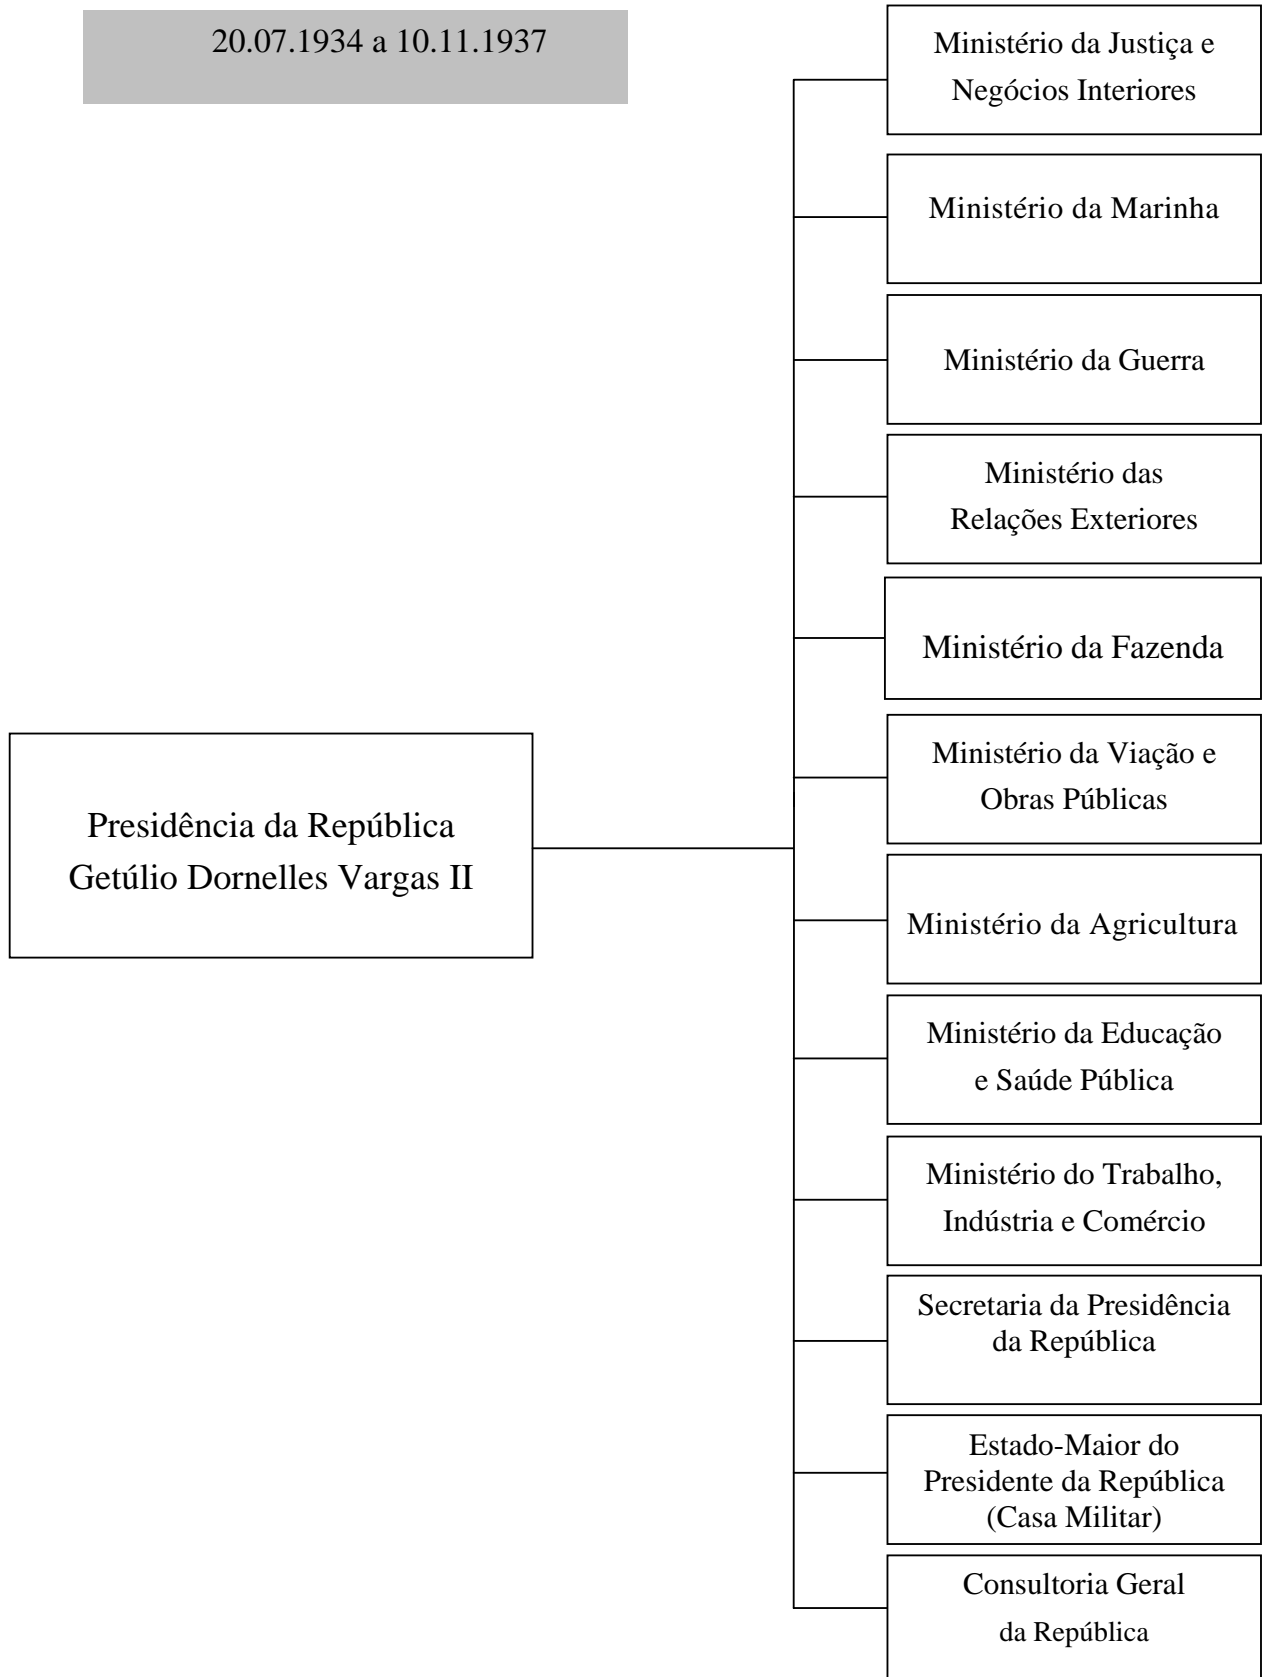 20.07.1934 a 10.11.1937
Ministério da Justiça e
Negócios Interiores
Ministério da Marinha
Ministério da Guerra
Ministério das
Relações Exteriores
Ministério da Fazenda
Ministério da Viação e
Obras Públicas
Presidência da República
Getúlio Dornelles Vargas II
Ministério da Agricultura
Ministério da Educação
e Saúde Pública
Ministério do Trabalho,
Indústria e Comércio
Secretaria da Presidência
da República
Estado-Maior do
Presidente da República
(Casa Militar)
Consultoria Geral
da República